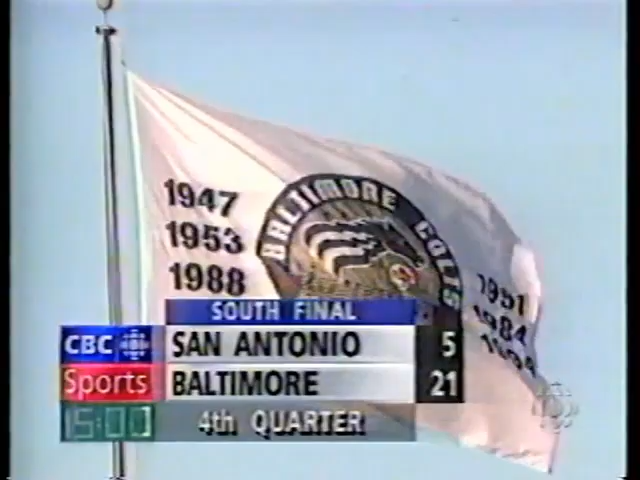 1947
1953
1988
BALTIMORE COLTS
1951
1984
1994
SOUTH FINAL
CBC
SAN ANTONIO 5
Sports
BALTIMORE 21
15:00
4th QUARTER